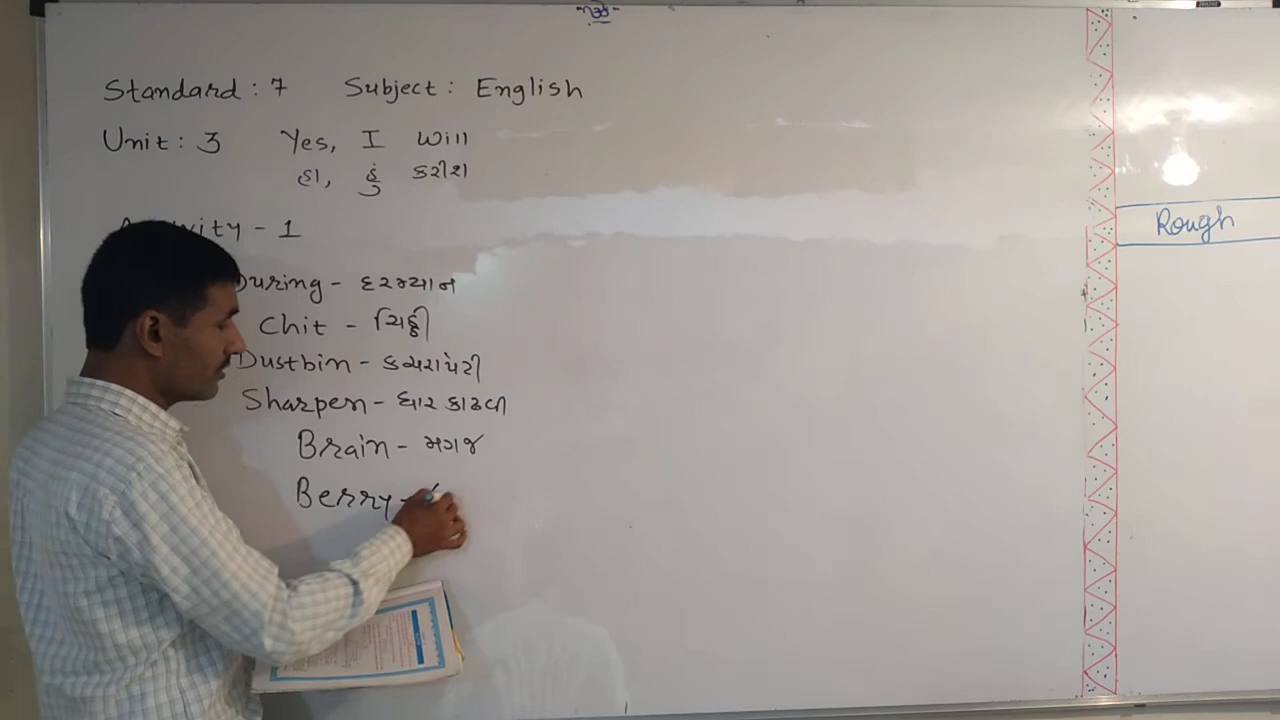 Standard : 7 Subject : English
Unit : 3 Yes, I will
હા, હું કરીશ
Activity - 1
During - દરમ્યાન
Chit - ચિઠ્ઠી
Dustbin - કચરાપેટી
Sharpen - ધાર કાઢવી
Brain - મગજ
Berry -
Rough